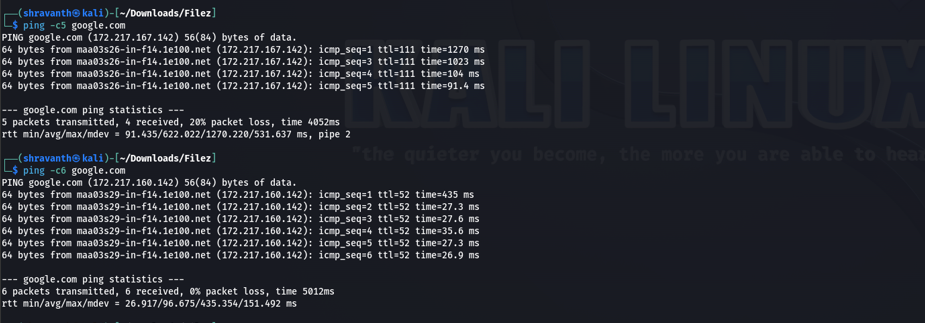 ┌──(shravanth㉿kali)-[~/Downloads/Filez]
└─$ ping -c5 google.com
PING google.com (172.217.167.142) 56(84) bytes of data.
64 bytes from maa03s26-in-f14.1e100.net (172.217.167.142): icmp_seq=1 ttl=111 time=1270 ms
64 bytes from maa03s26-in-f14.1e100.net (172.217.167.142): icmp_seq=3 ttl=111 time=1023 ms
64 bytes from maa03s26-in-f14.1e100.net (172.217.167.142): icmp_seq=4 ttl=111 time=104 ms
64 bytes from maa03s26-in-f14.1e100.net (172.217.167.142): icmp_seq=5 ttl=111 time=91.4 ms
--- google.com ping statistics ---
5 packets transmitted, 4 received, 20% packet loss, time 4052ms
rtt min/avg/max/mdev = 91.435/622.022/1270.220/531.637 ms, pipe 2
┌──(shravanth㉿kali)-[~/Downloads/Filez]
└─$ ping -c6 google.com
PING google.com (172.217.160.142) 56(84) bytes of data.
64 bytes from maa03s29-in-f14.1e100.net (172.217.160.142): icmp_seq=1 ttl=52 time=435 ms
64 bytes from maa03s29-in-f14.1e100.net (172.217.160.142): icmp_seq=2 ttl=52 time=27.3 ms
64 bytes from maa03s29-in-f14.1e100.net (172.217.160.142): icmp_seq=3 ttl=52 time=27.6 ms
64 bytes from maa03s29-in-f14.1e100.net (172.217.160.142): icmp_seq=4 ttl=52 time=35.6 ms
64 bytes from maa03s29-in-f14.1e100.net (172.217.160.142): icmp_seq=5 ttl=52 time=27.3 ms
64 bytes from maa03s29-in-f14.1e100.net (172.217.160.142): icmp_seq=6 ttl=52 time=26.9 ms
--- google.com ping statistics ---
6 packets transmitted, 6 received, 0% packet loss, time 5012ms
rtt min/avg/max/mdev = 26.917/96.675/435.354/151.492 ms
KALI LINUX
"the quieter you become, the more you are able to hear